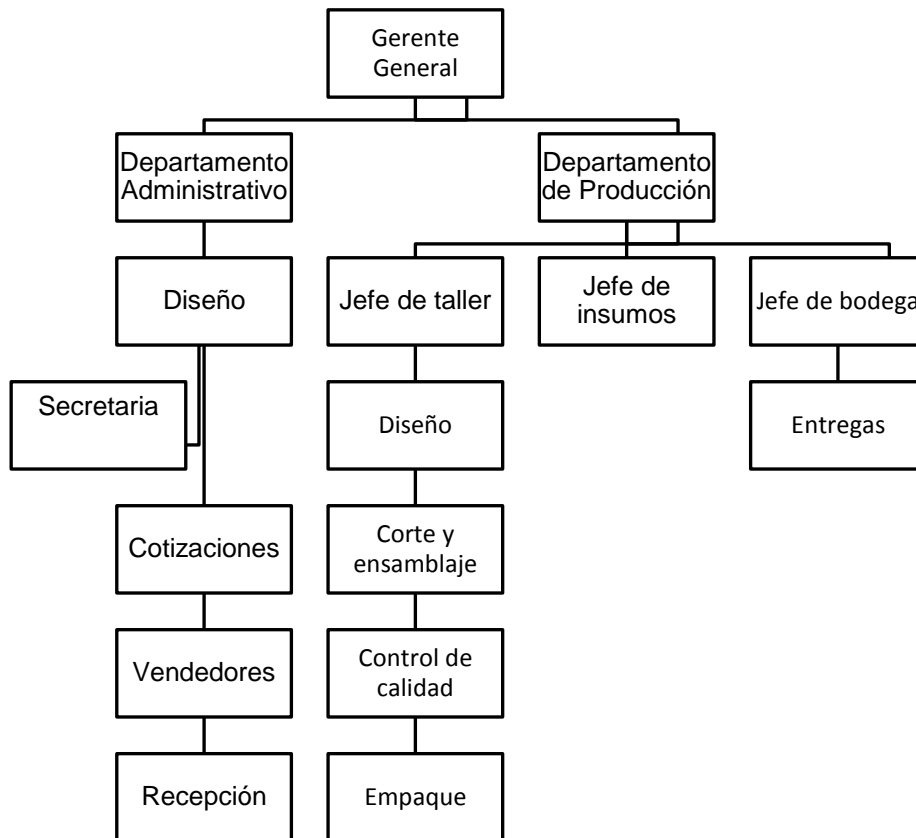 Gerente
General
Departamento
Administrativo
Departamento
de Producción
Diseño
Jefe de taller
Jefe de
insumos
Jefe de bodega
Secretaria
Diseño
Entregas
Cotizaciones
Corte y
ensamblaje
Vendedores
Control de
calidad
Recepción
Empaque